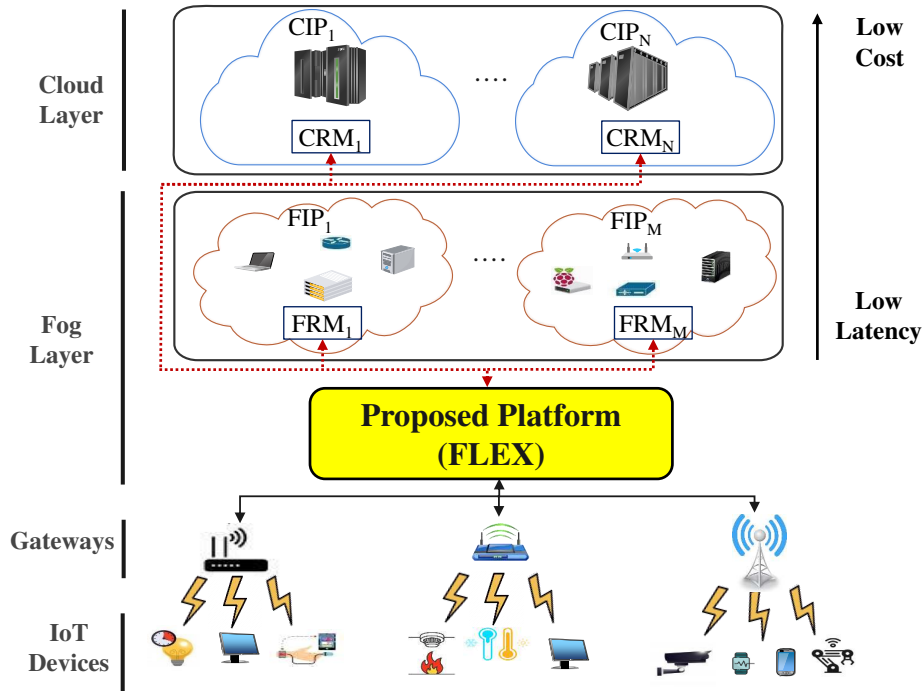 CIP1
CIPN
Low
Cost
Cloud
Layer
....
CRM1
CRMN
FIP1
FIPM
....
Fog
Layer
FRM1
FRMM
Low
Latency
Proposed Platform
(FLEX)
Gateways
IoT
Devices